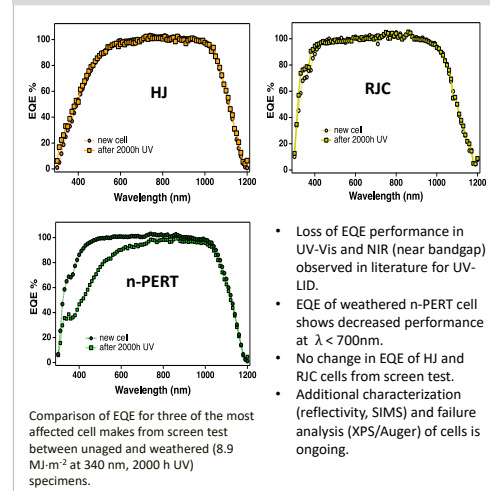 100
80
60
40
20
0
EQE %
HJ
new cell
after 2000h UV
400 600 800 1000 1200
Wavelength (nm)
100
80
60
40
20
0
EQE %
RJC
new cell
after 2000h UV
400 600 800 1000 1200
Wavelength (nm)
100
80
60
40
20
0
EQE %
n-PERT
new cell
after 2000h UV
400 600 800 1000 1200
Wavelength (nm)
Comparison of EQE for three of the most
affected cell makes from screen test
between unaged and weathered (8.9
MJ·m⁻² at 340 nm, 2000 h UV)
specimens.
• Loss of EQE performance in
UV-Vis and NIR (near bandgap)
observed in literature for UV-
LID.
• EQE of weathered n-PERT cell
shows decreased performance
at λ < 700nm.
• No change in EQE of HJ and
RJC cells from screen test.
• Additional characterization
(reflectivity, SIMS) and failure
analysis (XPS/Auger) of cells is
ongoing.